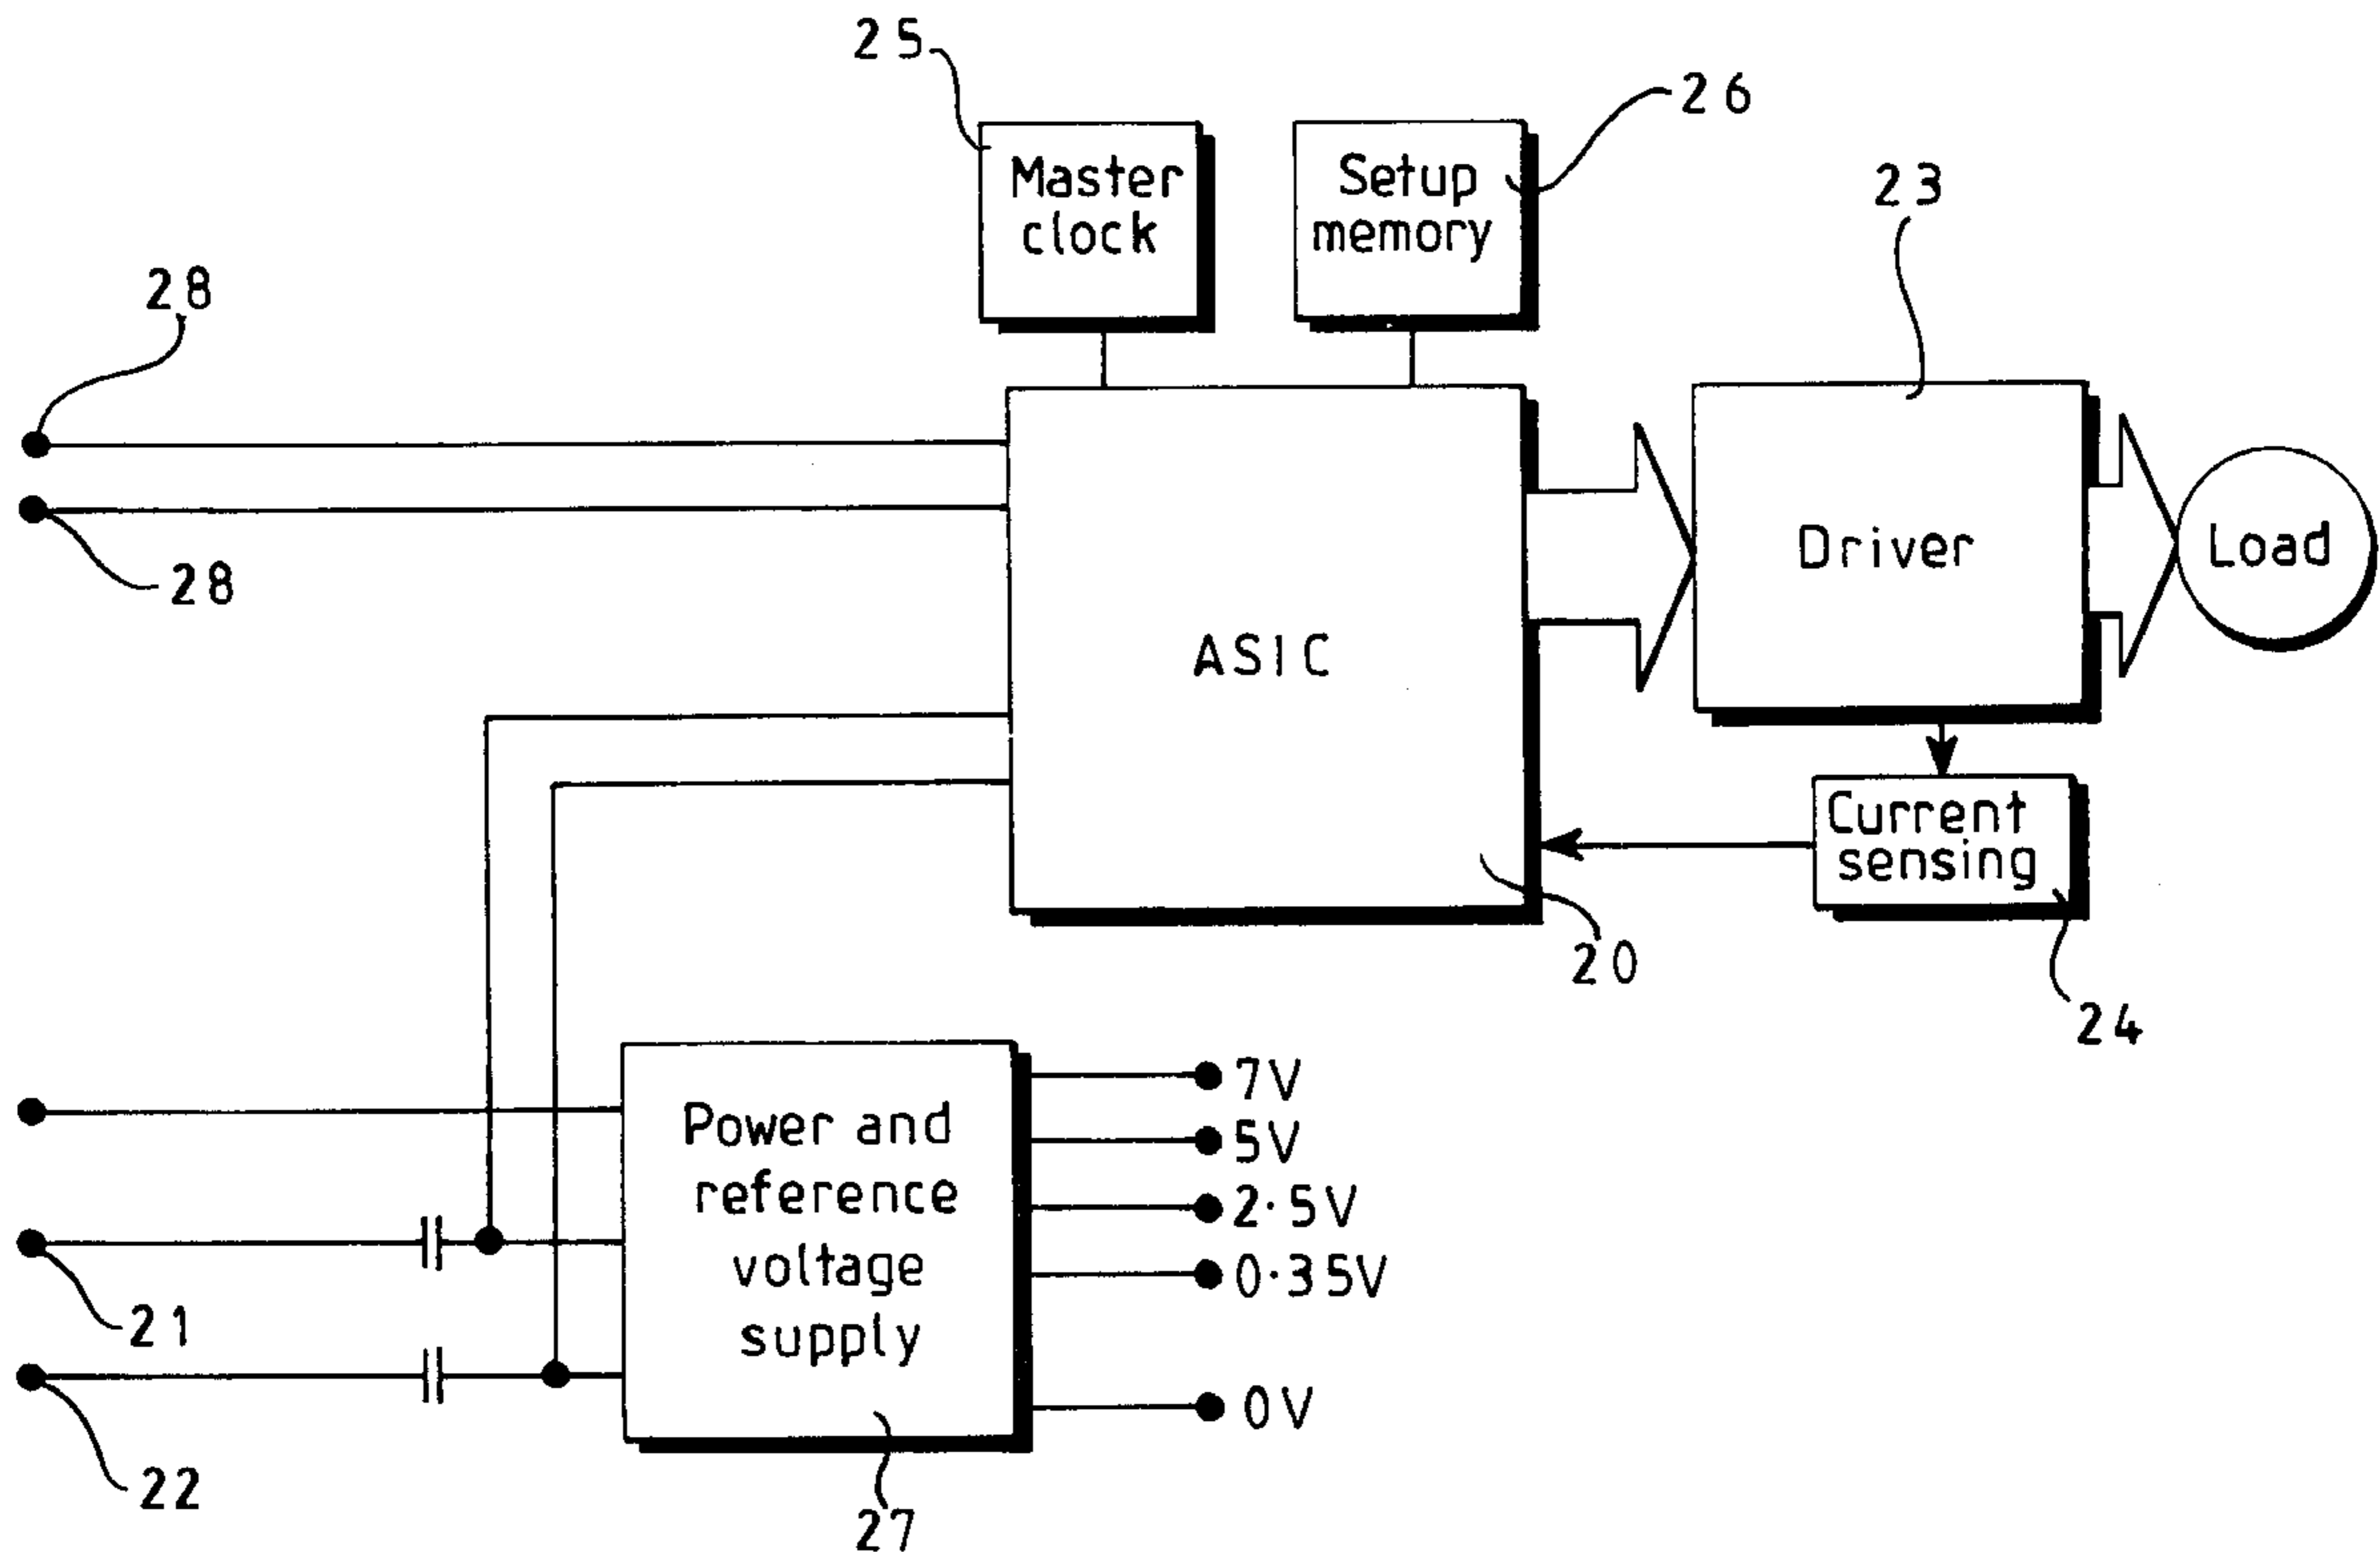 25
26
Master
clock
Setup
memory
23
28
28
ASIC
Driver
Load
Current
sensing
20
24
Power and
reference
voltage
supply
7V
5V
2·5V
0·35V
0V
21
22
27